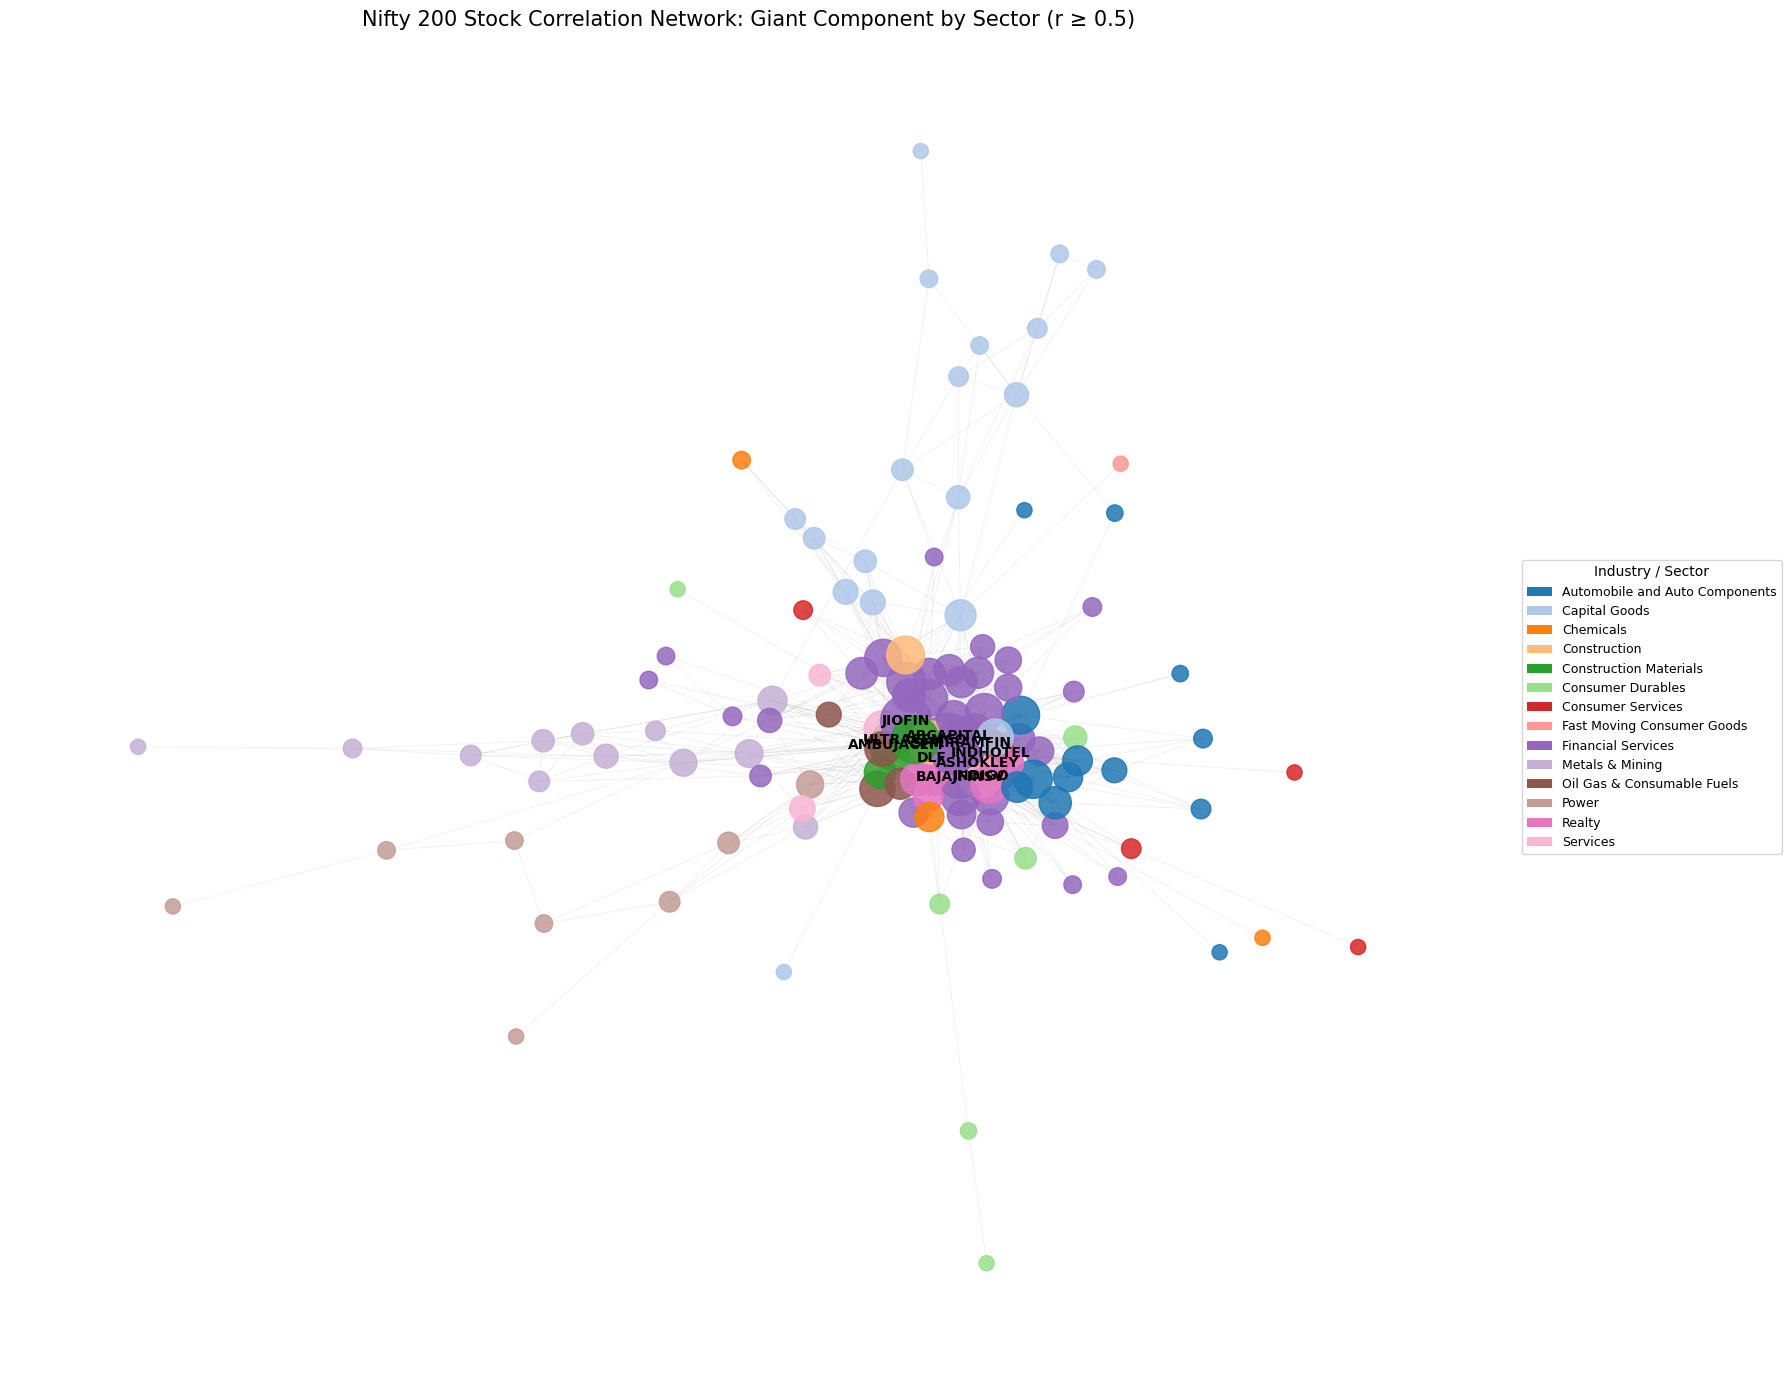 Nifty 200 Stock Correlation Network: Giant Component by Sector (r ≥ 0.5)
JIOFIN
ABCAPITAL
AMBUJACEM
INDHOTEL
DLF
ASHOKLEY
BAJAJFINSV
INDIGO
Industry / Sector
Automobile and Auto Components
Capital Goods
Chemicals
Construction
Construction Materials
Consumer Durables
Consumer Services
Fast Moving Consumer Goods
Financial Services
Metals & Mining
Oil Gas & Consumable Fuels
Power
Realty
Services